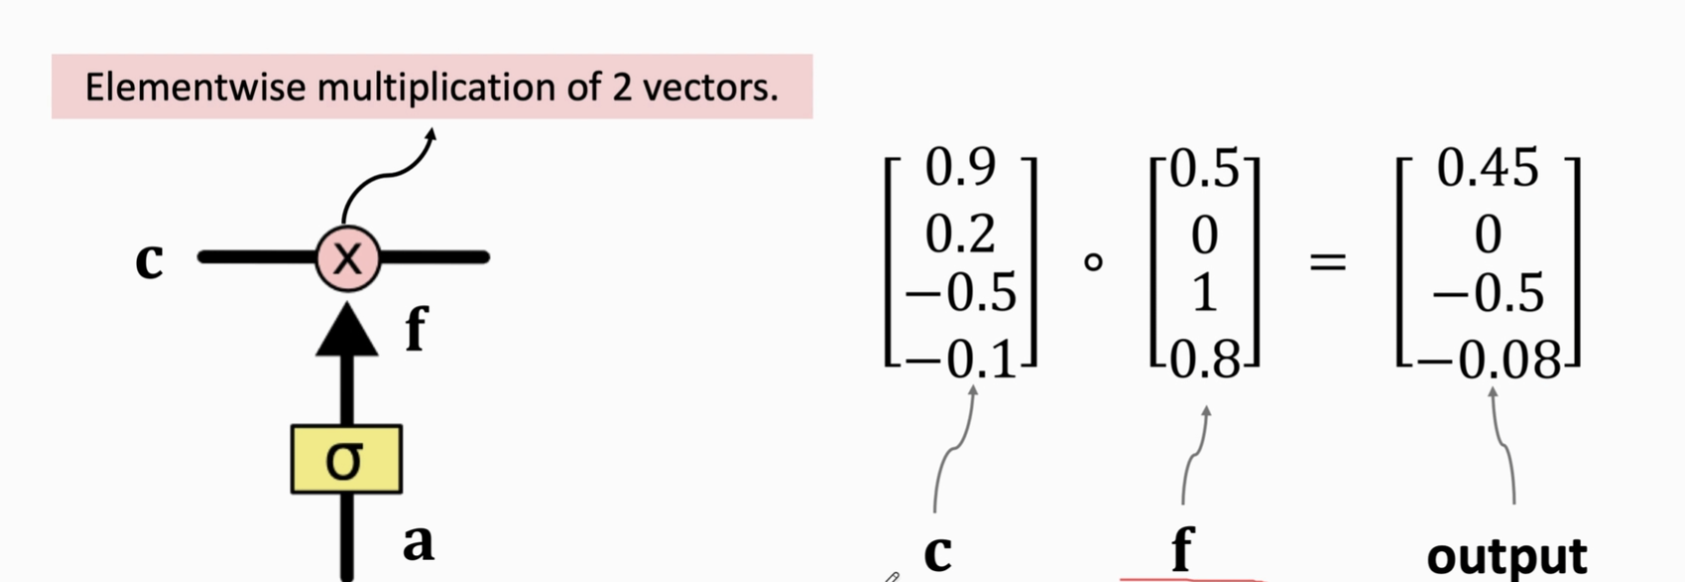 Elementwise multiplication of 2 vectors.
c x
f
σ
a
[0.9] ∘ [0.5] = [0.45]
[0.2] [0] [0]
[−0.5] [1] [−0.5]
[−0.1] [0.8] [−0.08]
c f output